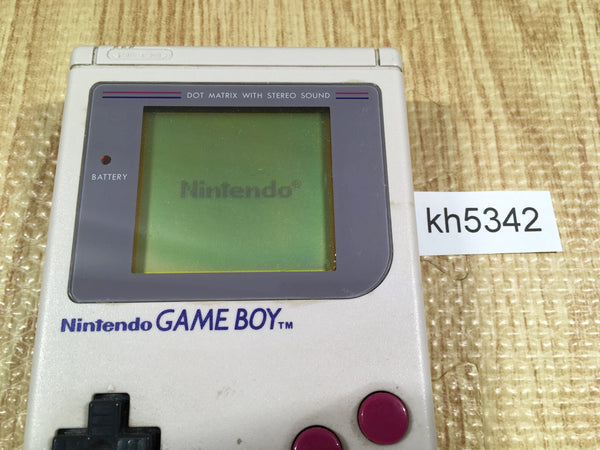 DOT MATRIX WITH STEREO SOUND
BATTERY
Nintendo®
kh5342
Nintendo GAME BOY™